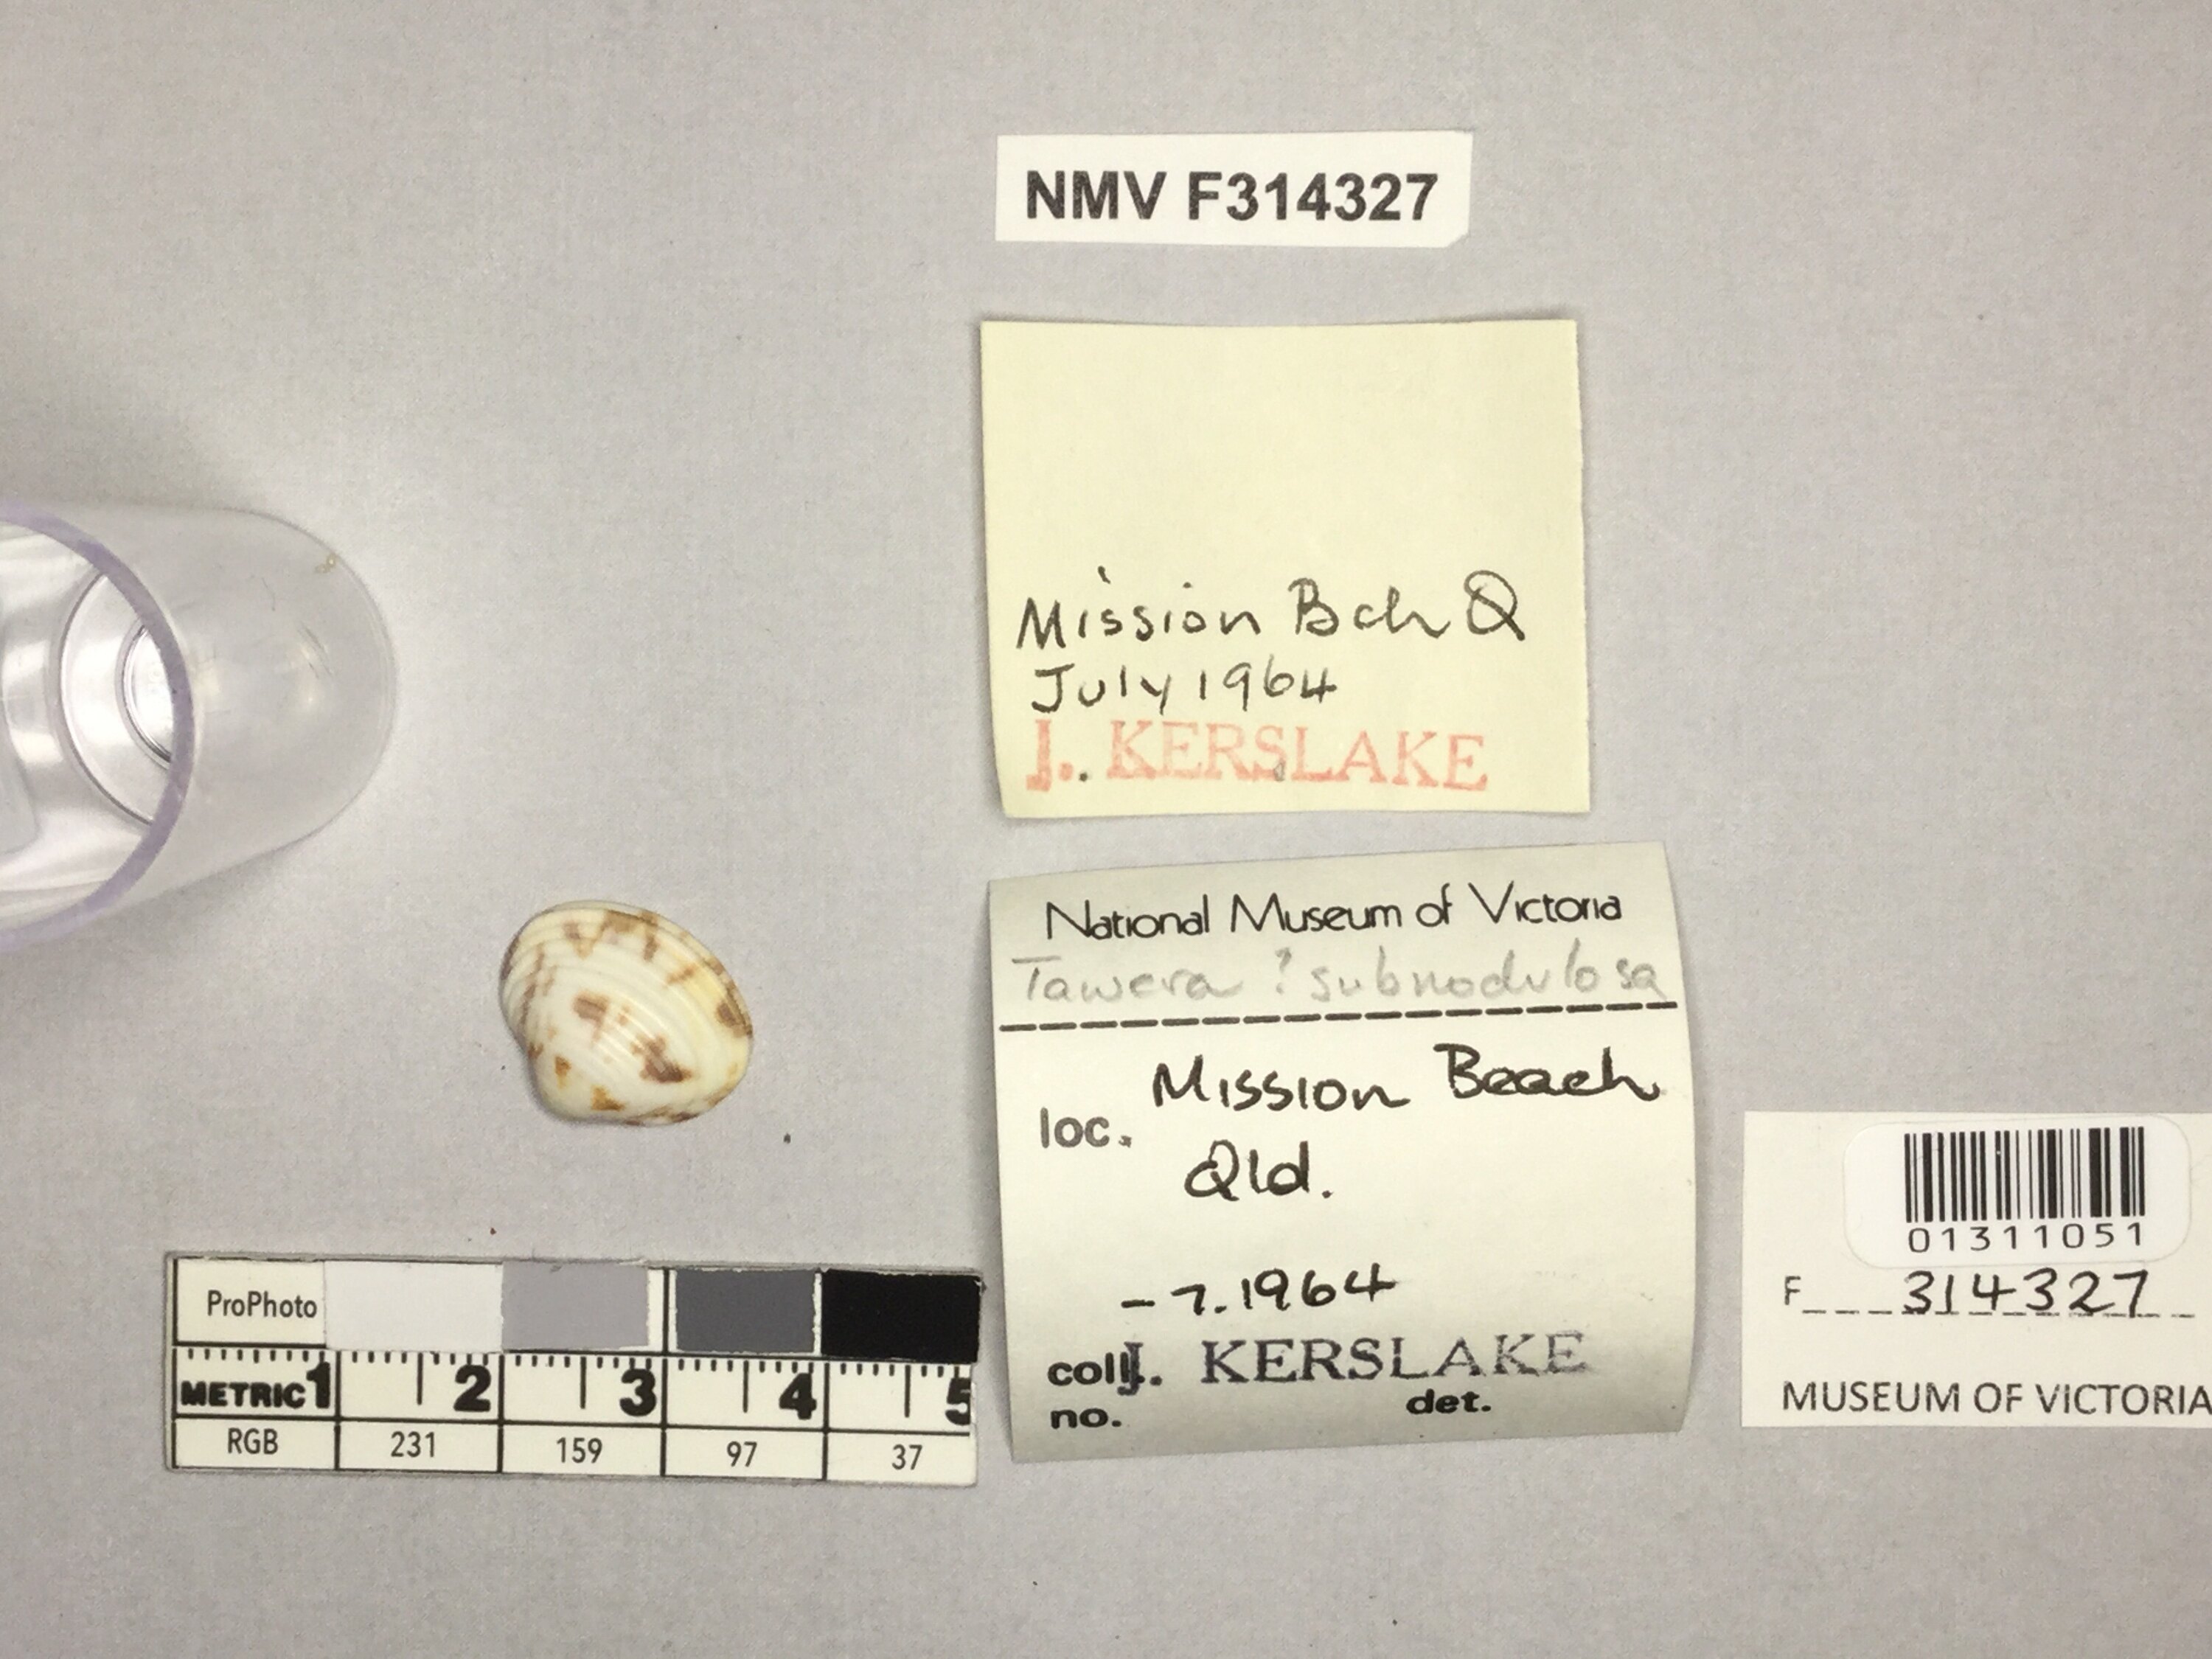 NMV F314327
Mission Bch Q
July 1964
J. KERSLAKE
National Museum of Victoria
Tawera ? subnodulosa
loc. Mission Beach
Qld.
- 7.1964
coll. J. KERSLAKE
no. det.
01311051
F 314327
MUSEUM OF VICTORIA
ProPhoto
METRIC 1 2 3 4 5
RGB 231 159 97 37